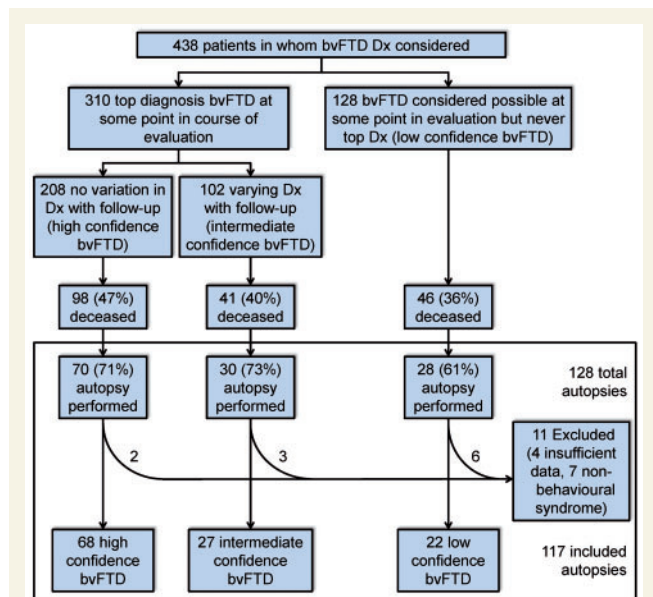 438 patients in whom bvFTD Dx considered
310 top diagnosis bvFTD at
some point in course of
evaluation
128 bvFTD considered possible at
some point in evaluation but never
top Dx (low confidence bvFTD)
208 no variation in
Dx with follow-up
(high confidence
bvFTD)
102 varying Dx
with follow-up
(intermediate
confidence bvFTD)
98 (47%)
deceased
41 (40%)
deceased
46 (36%)
deceased
70 (71%)
autopsy
performed
30 (73%)
autopsy
performed
28 (61%)
autopsy
performed
128 total
autopsies
2
3
6
11 Excluded
(4 insufficient
data, 7 non-
behavioural
syndrome)
68 high
confidence
bvFTD
27 intermediate
confidence
bvFTD
22 low
confidence
bvFTD
117 included
autopsies